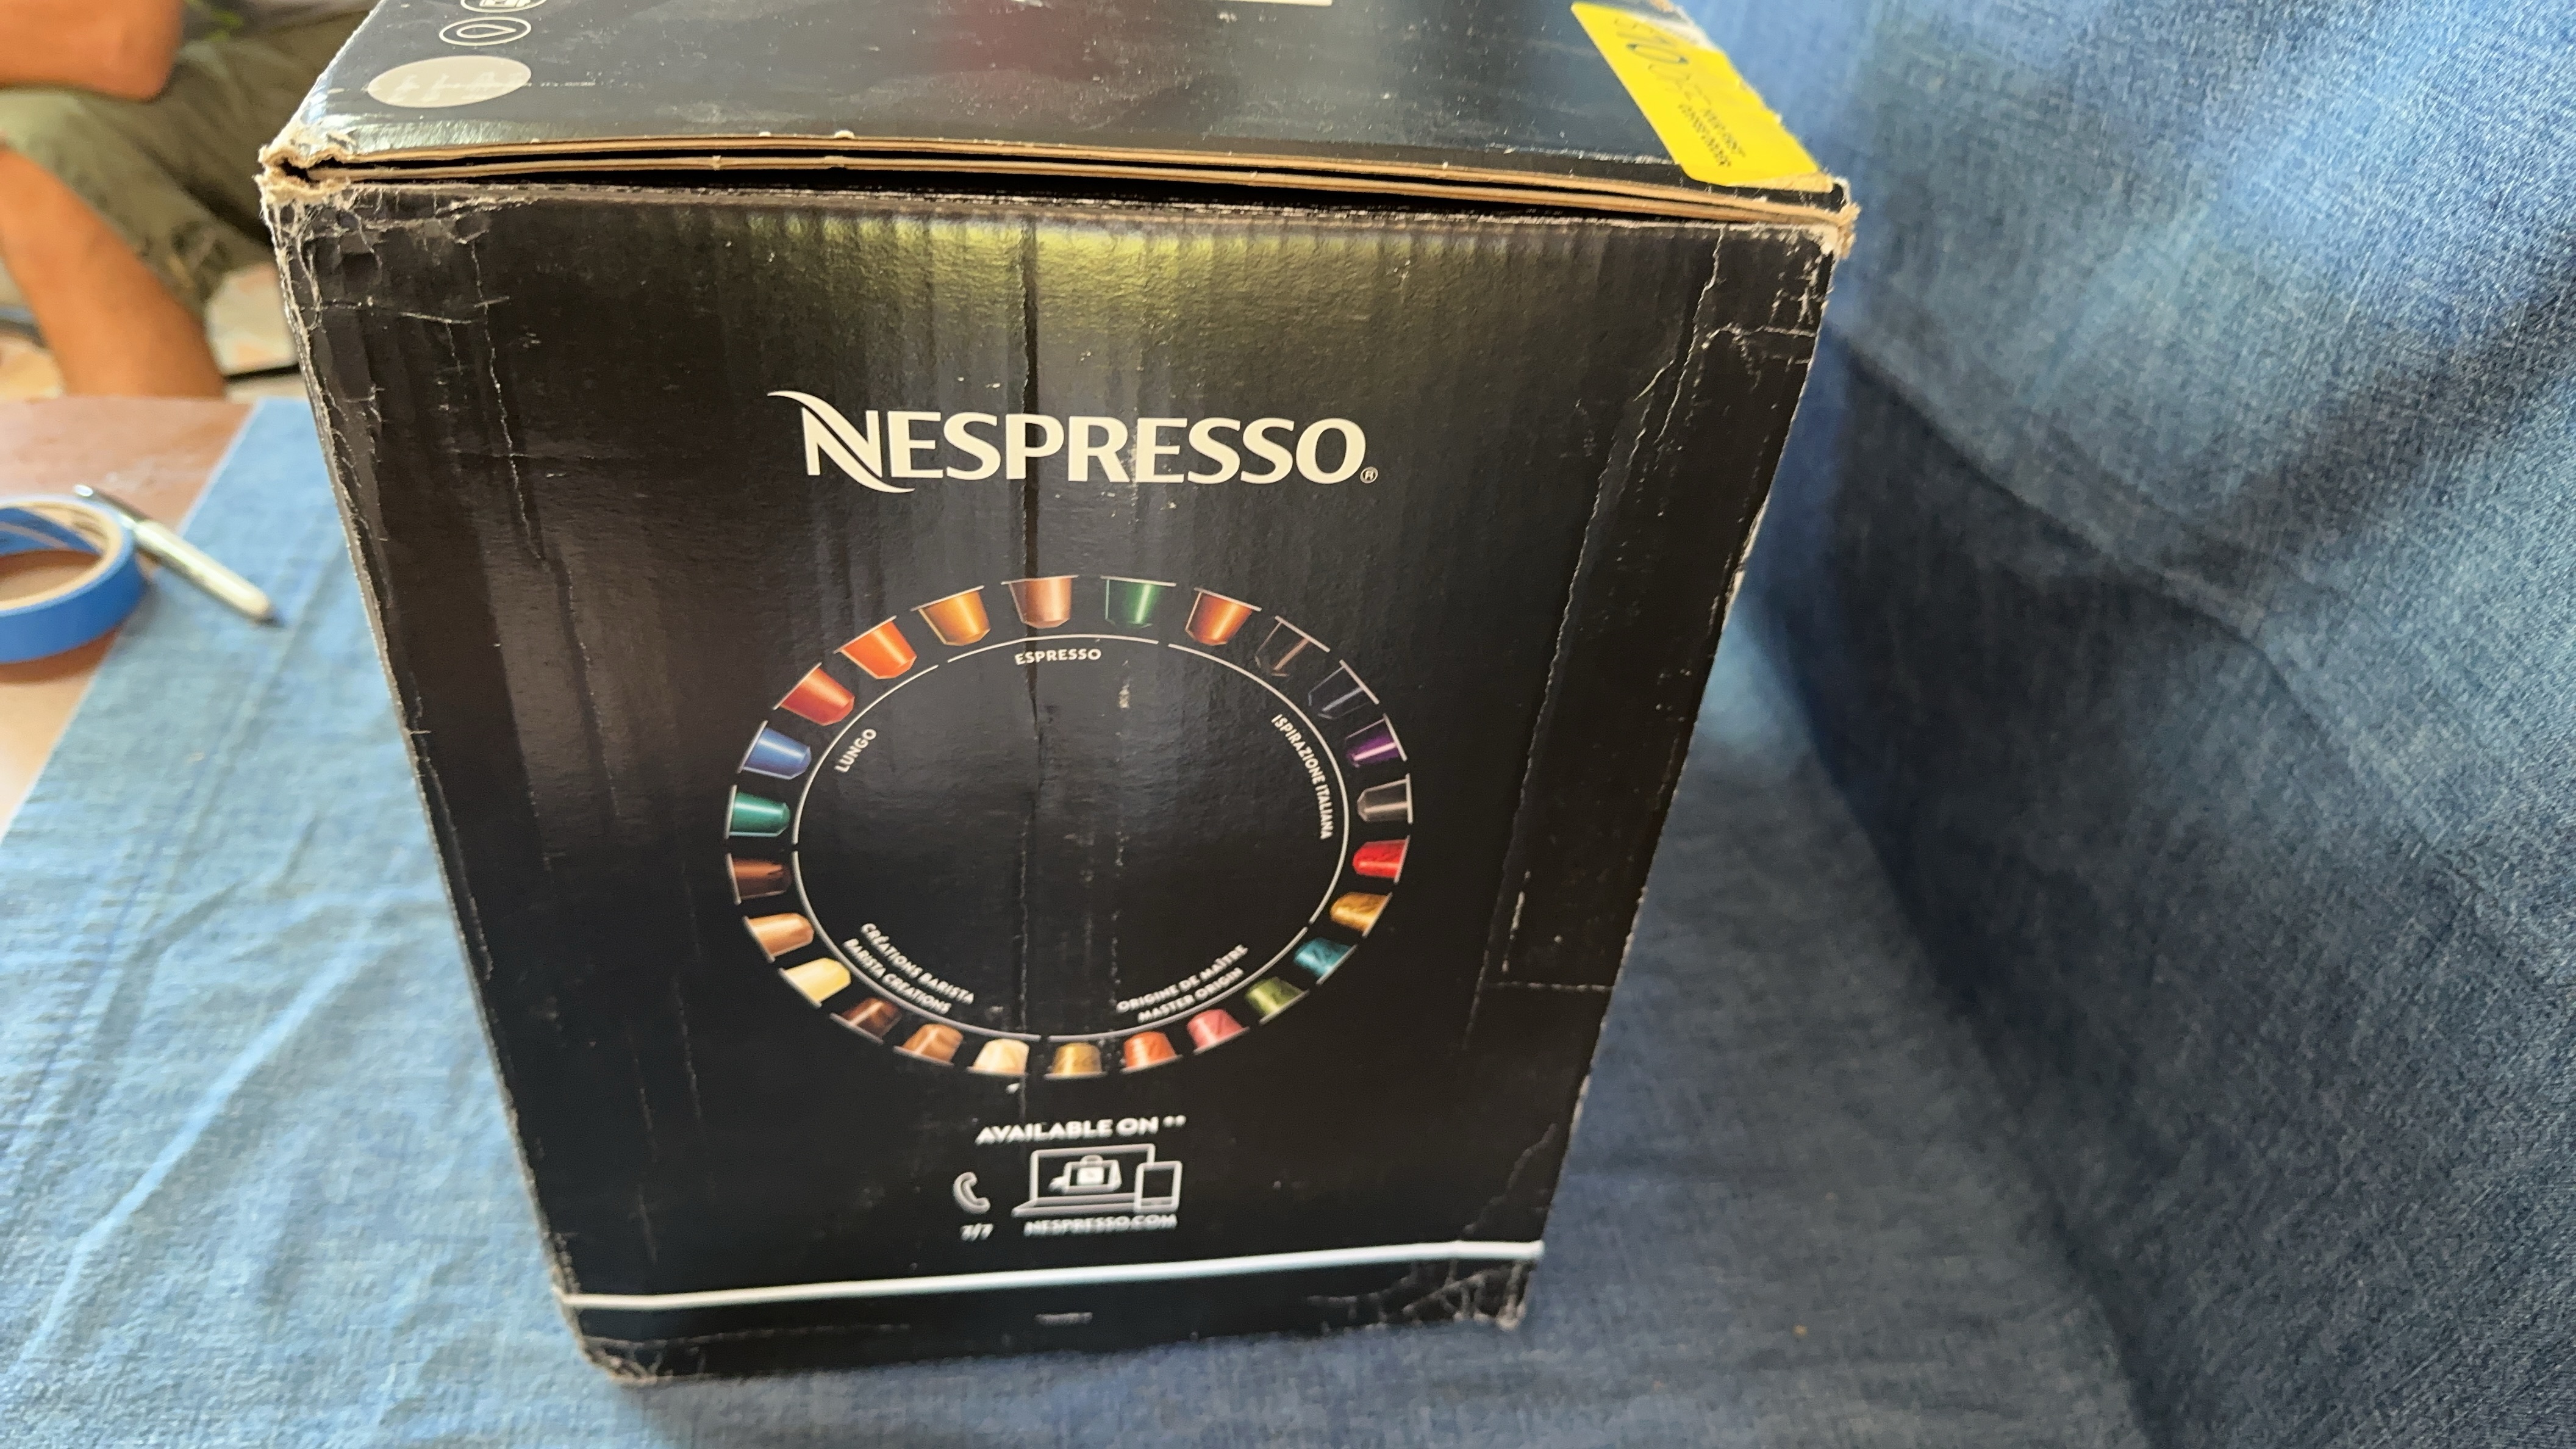 NESPRESSO®
ESPRESSO
LUNGO
ISPIRAZIONE ITALIANA
CRÉATIONS BARISTA
BARISTA CREATIONS
ORIGINE DE MAÎTRE
MASTER ORIGIN
AVAILABLE ON **
7/7
NESPRESSO.COM